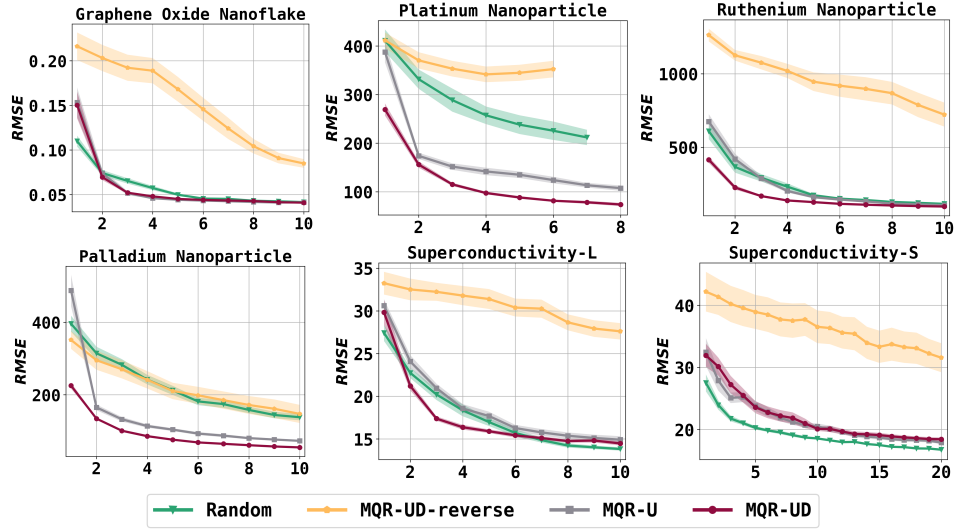 Graphene Oxide Nanoflake
RMSE
0.20
0.15
0.10
0.05
2 4 6 8 10
Platinum Nanoparticle
RMSE
400
300
200
100
2 4 6 8
Ruthenium Nanoparticle
RMSE
1000
500
2 4 6 8 10
Palladium Nanoparticle
RMSE
400
200
2 4 6 8 10
Superconductivity-L
RMSE
35
30
25
20
15
2 4 6 8 10
Superconductivity-S
RMSE
40
30
20
5 10 15 20
Random MQR-UD-reverse MQR-U MQR-UD